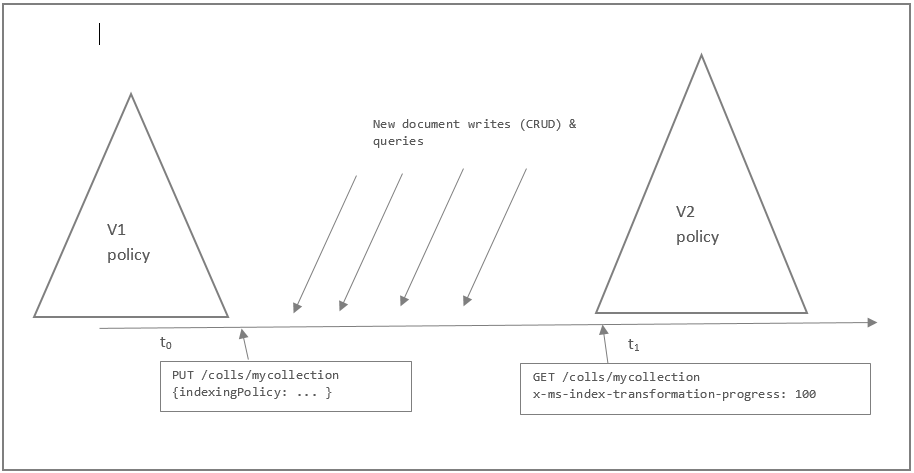 New document writes (CRUD) &
queries
V1
policy
V2
policy
t0
t1
PUT /colls/mycollection
{indexingPolicy: ... }
GET /colls/mycollection
x-ms-index-transformation-progress: 100